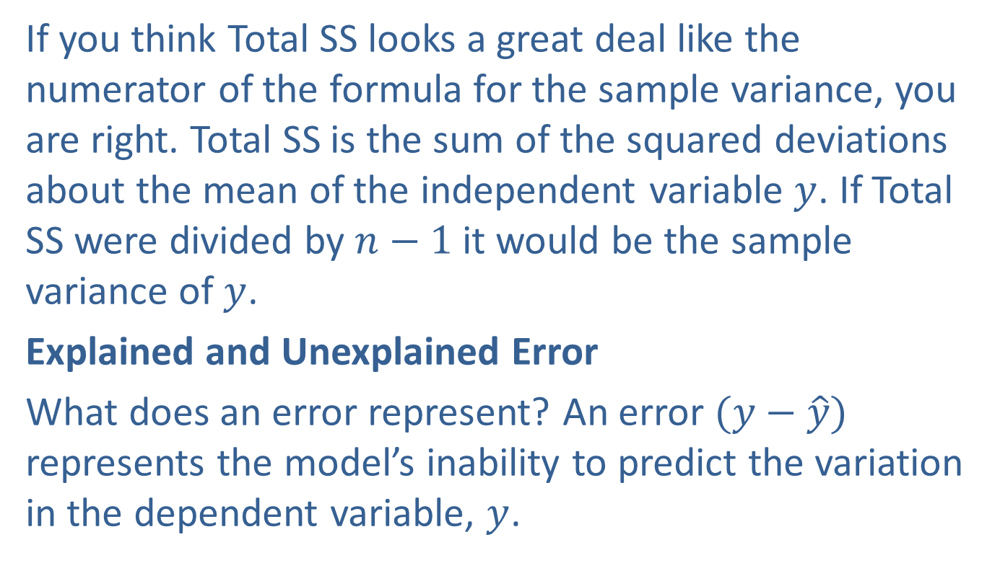 If you think Total SS looks a great deal like the
numerator of the formula for the sample variance, you
are right. Total SS is the sum of the squared deviations
about the mean of the independent variable 𝑦. If Total
SS were divided by 𝑛 − 1 it would be the sample
variance of 𝑦.
Explained and Unexplained Error
What does an error represent? An error (𝑦 − 𝑦̂)
represents the model’s inability to predict the variation
in the dependent variable, 𝑦.